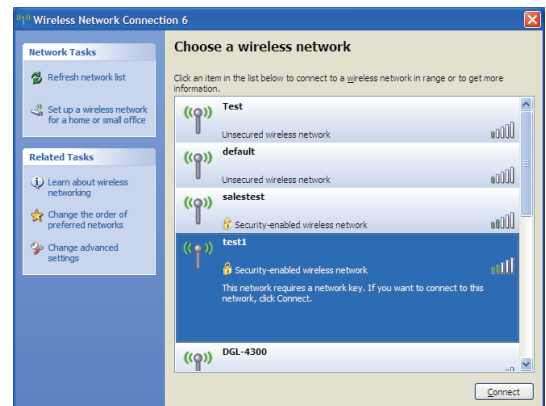 Wireless Network Connection 6
Network Tasks
Refresh network list
Set up a wireless network
for a home or small office
Related Tasks
Learn about wireless
networking
Change the order of
preferred networks
Change advanced
settings
Choose a wireless network
Click an item in the list below to connect to a wireless network in range or to get more
information.
Test
Unsecured wireless network
default
Unsecured wireless network
salestest
Security-enabled wireless network
test1
Security-enabled wireless network
This network requires a network key. If you want to connect to this
network, click Connect.
DGL-4300
Connect